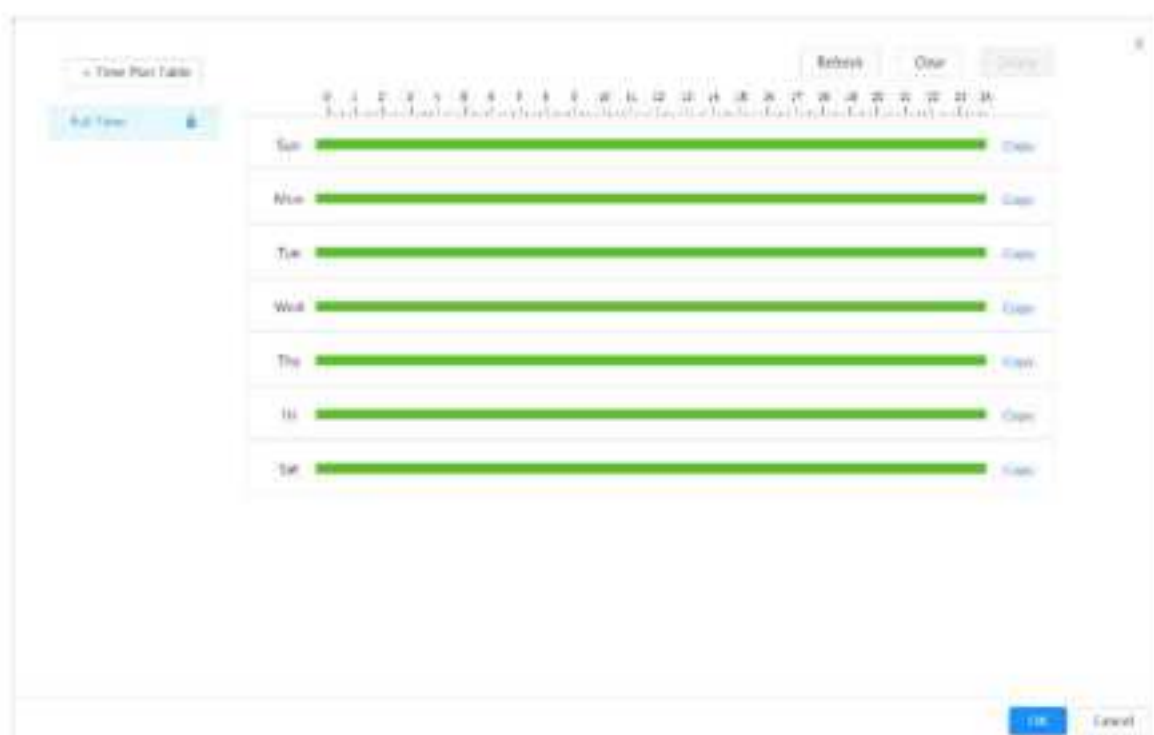 + Time Plan Table
Refresh Clear Delete
Full Time
0 1 2 3 4 5 6 7 8 9 10 11 12 13 14 15 16 17 18 19 20 21 22 23 24
Sun Copy
Mon Copy
Tue Copy
Wed Copy
Thu Copy
Fri Copy
Sat Copy
OK Cancel